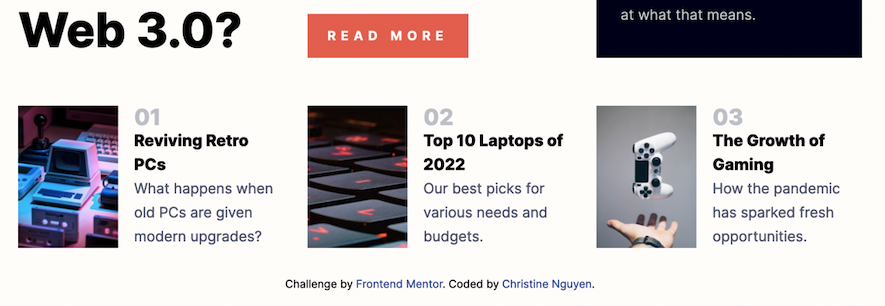 Web 3.0?
READ MORE
at what that means.
01
Reviving Retro
PCs
What happens when
old PCs are given
modern upgrades?
02
Top 10 Laptops of
2022
Our best picks for
various needs and
budgets.
03
The Growth of
Gaming
How the pandemic
has sparked fresh
opportunities.
Challenge by Frontend Mentor. Coded by Christine Nguyen.